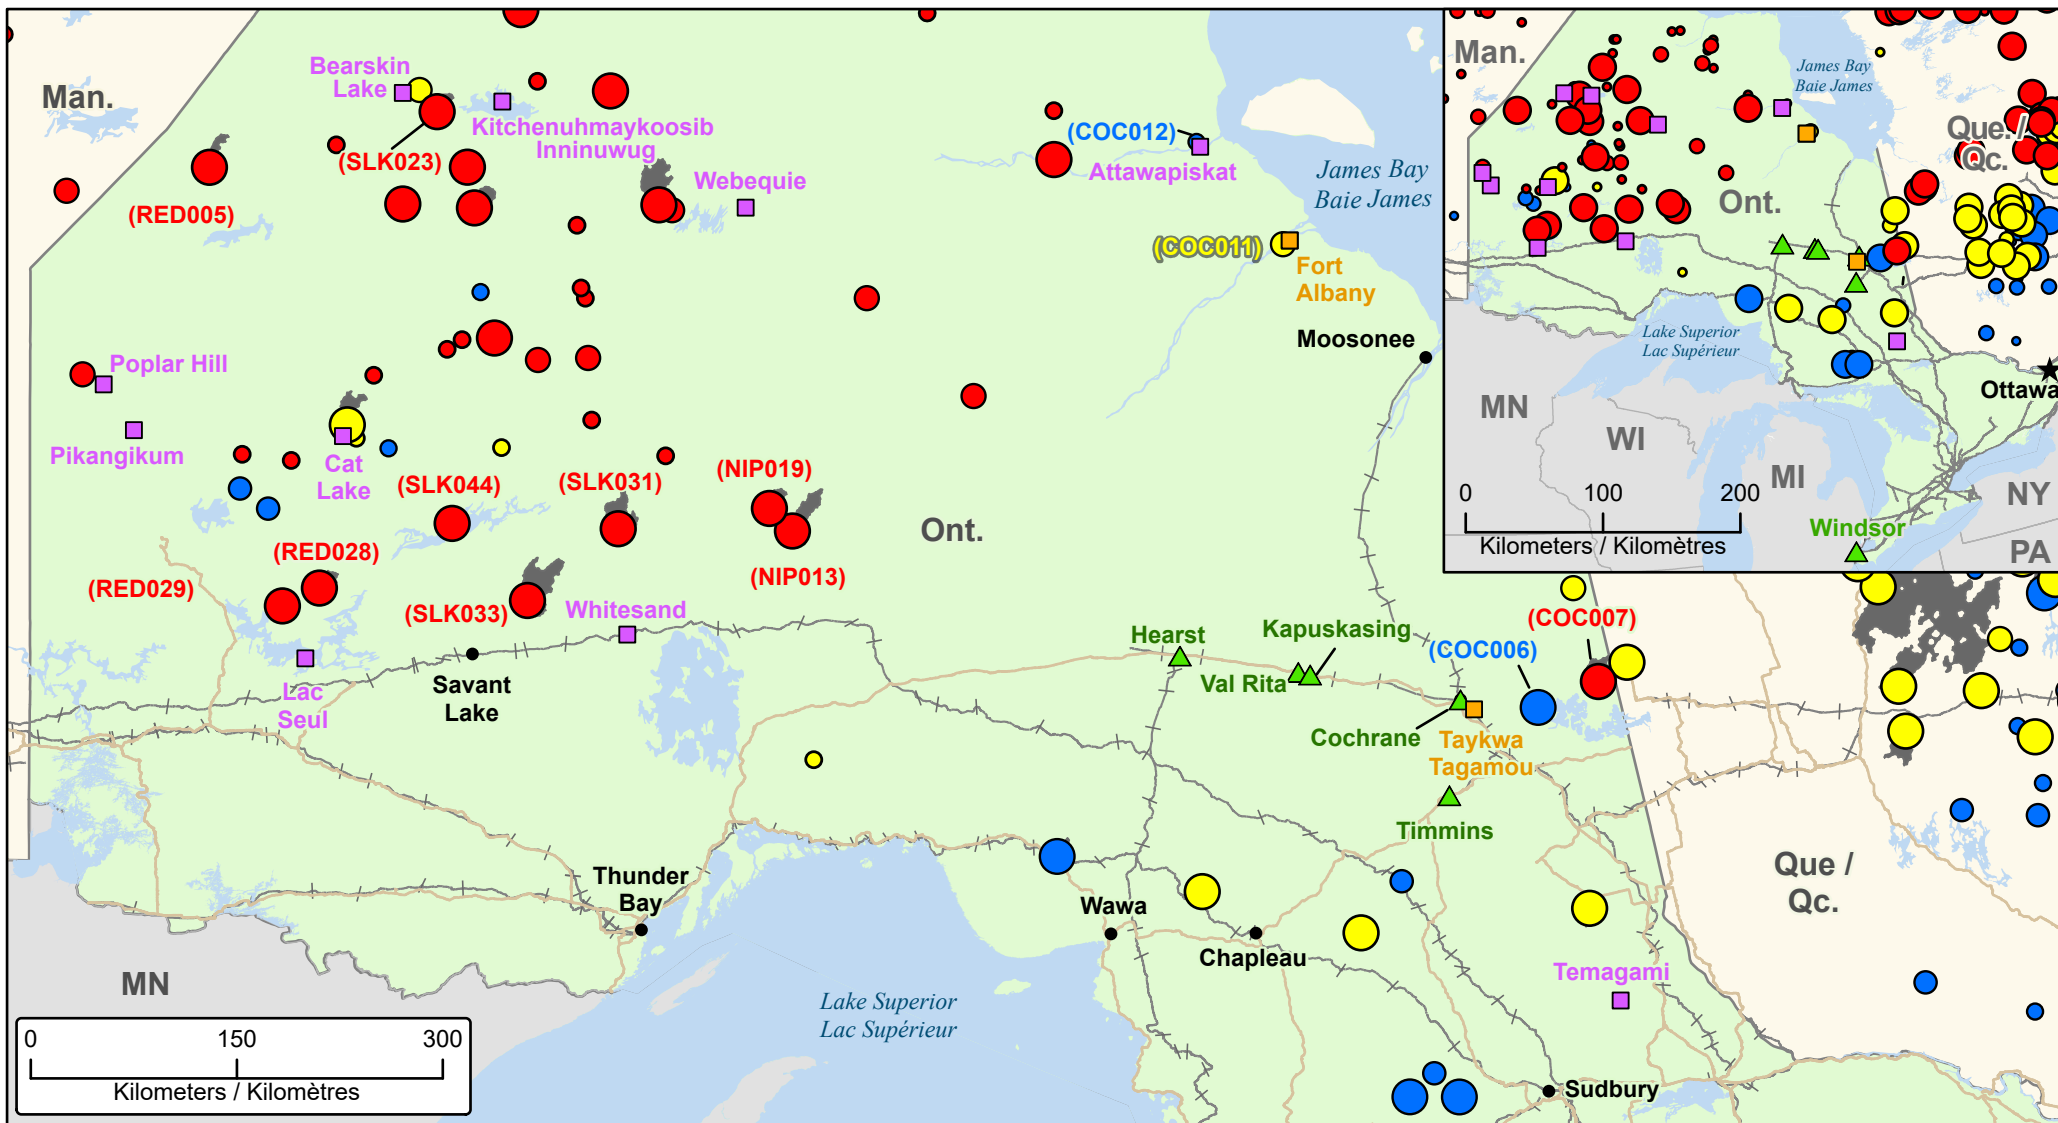 Man.
Bearskin
Lake
(SLK023)
Kitchenuhmaykoosib
Inninuwug
(RED005)
Webequie
(COC012)
Attawapiskat
James Bay
Baie James
(COC011)
Fort
Albany
Moosonee
Poplar Hill
Pikangikum
Cat
Lake
(SLK044)
(SLK031)
(NIP019)
(NIP013)
Ont.
(RED028)
(RED029)
(SLK033)
Whitesand
Lac
Seul
Savant
Lake
Hearst
Kapuskasing
Val Rita
(COC006)
(COC007)
Cochrane
Taykwa
Tagamou
Timmins
Thunder
Bay
Wawa
Chapleau
Temagami
Sudbury
Que /
Qc.
MN
Lake Superior
Lac Supérieur
0 150 300
Kilometers / Kilomètres
Man.
James Bay
Baie James
Que. /
Qc.
Ont.
Lake Superior
Lac Supérieur
Ottawa
MN
WI
MI
NY
PA
Windsor
0 100 200
Kilometers / Kilomètres